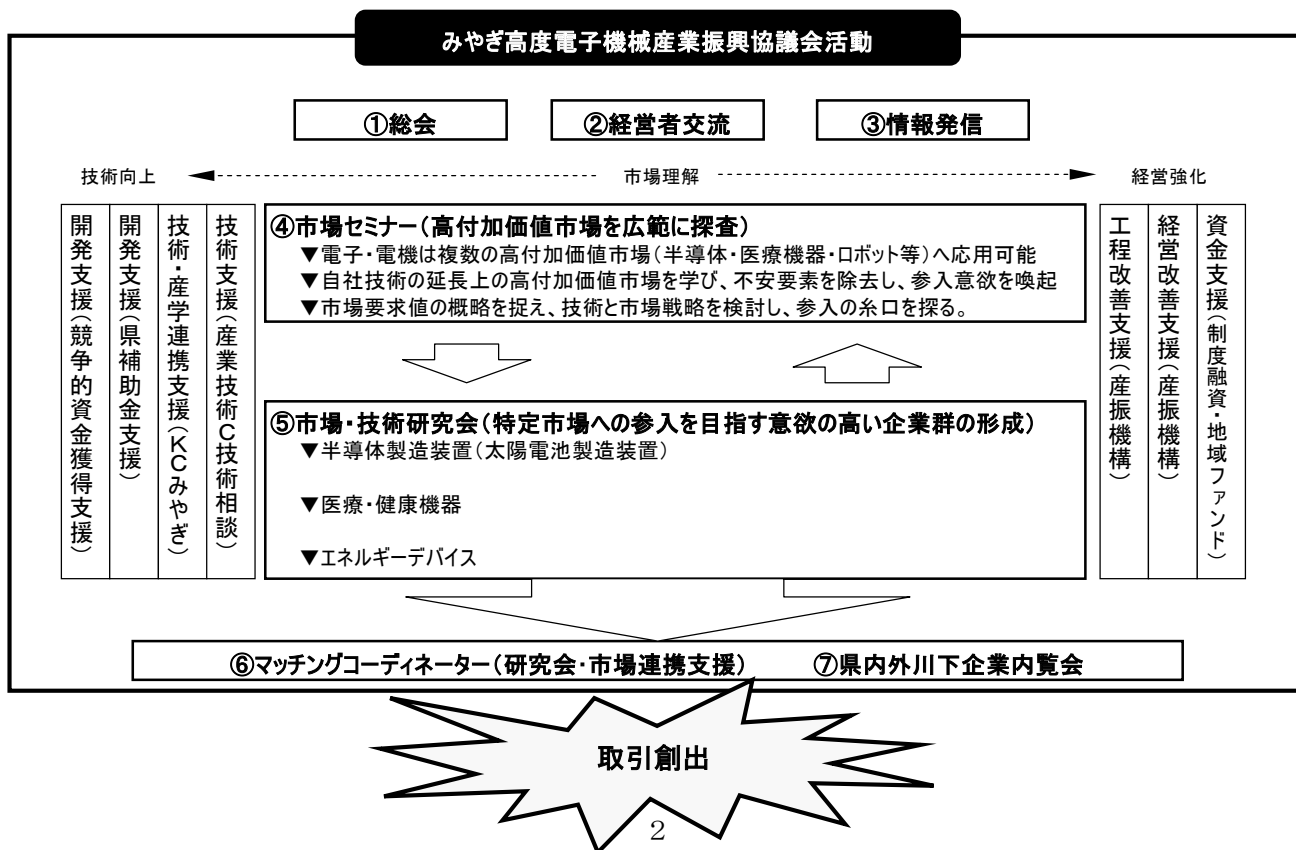 みやぎ高度電子機械産業振興協議会活動
①総会
②経営者交流
③情報発信
技術向上
市場理解
経営強化
開発支援(競争的資金獲得支援)
開発支援(県補助金支援)
技術・産学連携支援(KCみやぎ)
技術支援(産業技術C技術相談)
④市場セミナー(高付加価値市場を広範に探査)
▼電子・電機は複数の高付加価値市場(半導体・医療機器・ロボット等)へ応用可能
▼自社技術の延長上の高付加価値市場を学び、不安要素を除去し、参入意欲を喚起
▼市場要求値の概略を捉え、技術と市場戦略を検討し、参入の糸口を探る。
⑤市場・技術研究会(特定市場への参入を目指す意欲の高い企業群の形成)
▼半導体製造装置(太陽電池製造装置)
▼医療・健康機器
▼エネルギーデバイス
工程改善支援(産振機構)
経営改善支援(産振機構)
資金支援(制度融資・地域ファンド)
⑥マッチングコーディネーター(研究会・市場連携支援)
⑦県内外川下企業内覧会
取引創出
2